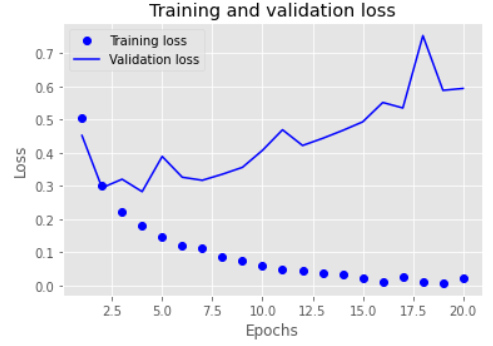 Training and validation loss
Training loss
Validation loss
0.7
0.6
0.5
0.4
0.3
0.2
0.1
0.0
Loss
2.5 5.0 7.5 10.0 12.5 15.0 17.5 20.0
Epochs